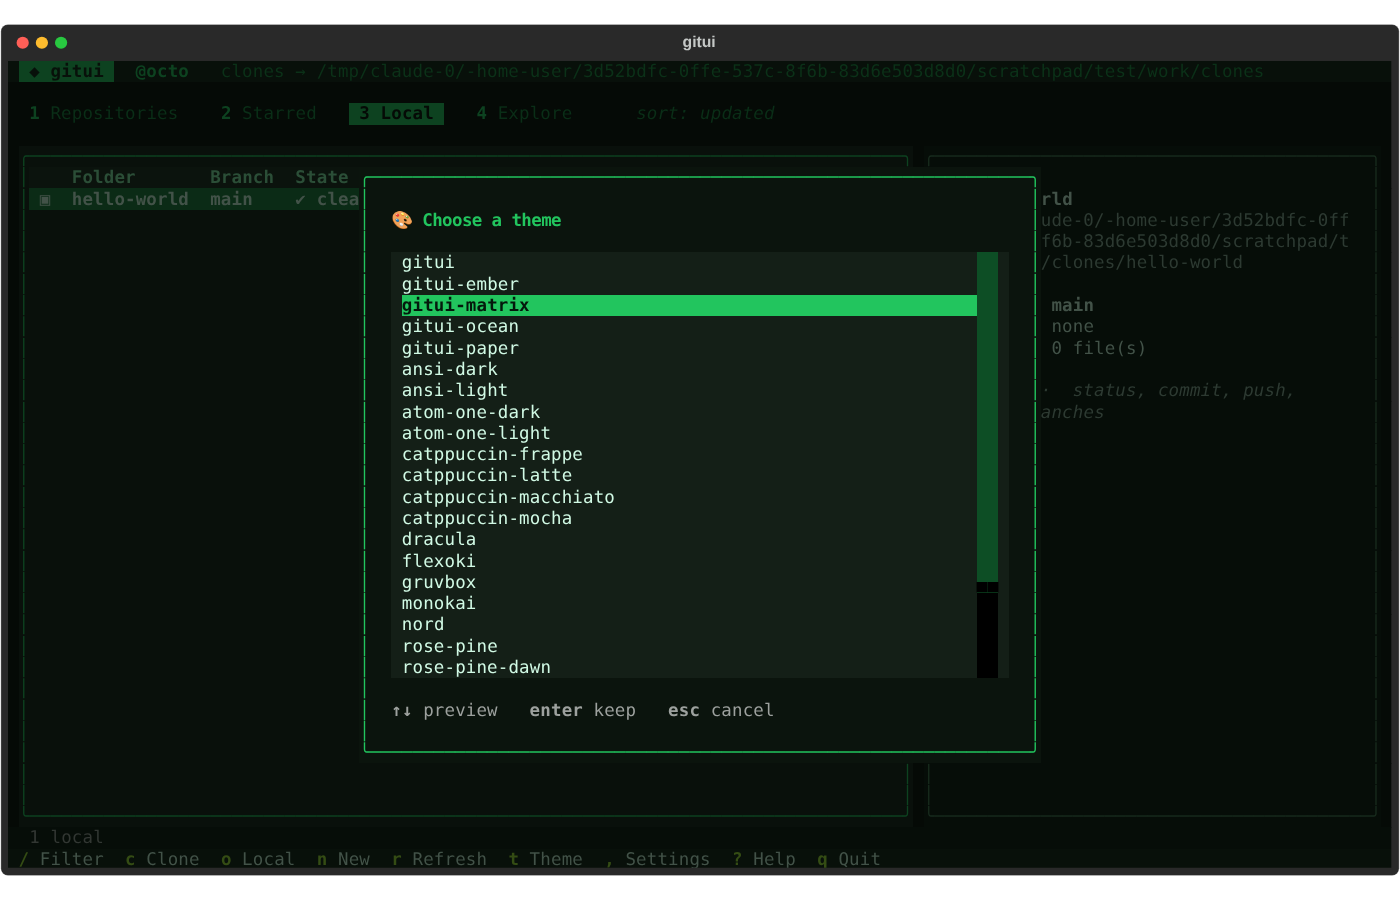 gitui
◆ gitui @octo clones → /tmp/claude-0/-home-user/3d52bdfc-0ffe-537c-8f6b-83d6e503d8d0/scratchpad/test/work/clones
1 Repositories 2 Starred 3 Local 4 Explore sort: updated
Folder Branch State
▣ hello-world main ✔ clea
rld
ude-0/-home-user/3d52bdfc-0ff
f6b-83d6e503d8d0/scratchpad/t
/clones/hello-world
main
none
0 file(s)
· status, commit, push,
anches
🎨 Choose a theme
gitui
gitui-ember
gitui-matrix
gitui-ocean
gitui-paper
ansi-dark
ansi-light
atom-one-dark
atom-one-light
catppuccin-frappe
catppuccin-latte
catppuccin-macchiato
catppuccin-mocha
dracula
flexoki
gruvbox
monokai
nord
rose-pine
rose-pine-dawn
↑↓ preview enter keep esc cancel
1 local
/ Filter c Clone o Local n New r Refresh t Theme , Settings ? Help q Quit